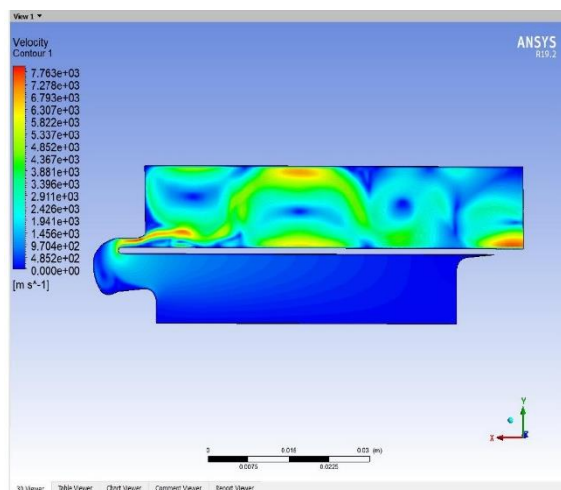 View 1
Velocity
Contour 1
7.763e+03
7.278e+03
6.793e+03
6.307e+03
5.822e+03
5.337e+03
4.852e+03
4.367e+03
3.881e+03
3.396e+03
2.911e+03
2.426e+03
1.941e+03
1.456e+03
9.704e+02
4.852e+02
0.000e+00
[m s^-1]
ANSYS
R19.2
0 0.016 0.03 (m)
0.0075 0.0225
Y
X
3D Viewer Table Viewer Chart Viewer Comment Viewer Report Viewer